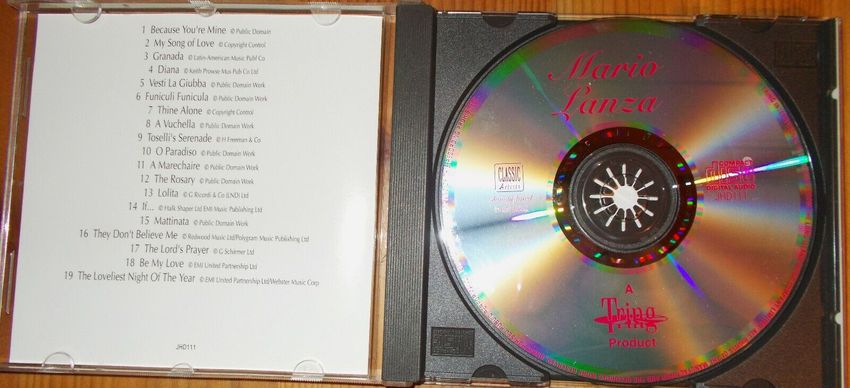 1 Because You're Mine © Public Domain
2 My Song of Love © Copyright Control
3 Granada © Latin-American Music Publ Co
4 Diana © Keith Prowse Mus Pub Co Ltd
5 Vesti La Giubba © Public Domain Work
6 Funiculi Funicula © Public Domain Work
7 Thine Alone © Copyright Control
8 A Vuchella © Public Domain Work
9 Toselli's Serenade © H Freeman & Co
10 O Paradiso © Public Domain Work
11 A Marechaire © Public Domain Work
12 The Rosary © Public Domain Work
13 Lolita © G Ricordi & Co (LND) Ltd
14 If... © Halk Shaper Ltd EMI Music Publishing Ltd
15 Mattinata © Public Domain Work
16 They Don't Believe Me © Redwood Music Ltd/Polygram Music Publishing Ltd
17 The Lord's Prayer © G Schirmer Ltd
18 Be My Love © EMI United Partnership Ltd
19 The Loveliest Night Of The Year © EMI United Partnership Ltd/Webster Music Corp
JHD111
Mario
Lanza
CLASSIC
Artists
COMPACT
disc
DIGITAL AUDIO
JHD111
A
Tring
Product